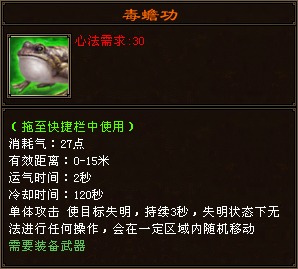 毒蟾功
心法需求:30
（拖至快捷栏中使用）
消耗气：27点
有效距离：0-15米
运气时间：2秒
冷却时间：120秒
单体攻击 使目标失明，持续3秒，失明状态下无
法进行任何操作，会在一定区域内随机移动
需要装备武器